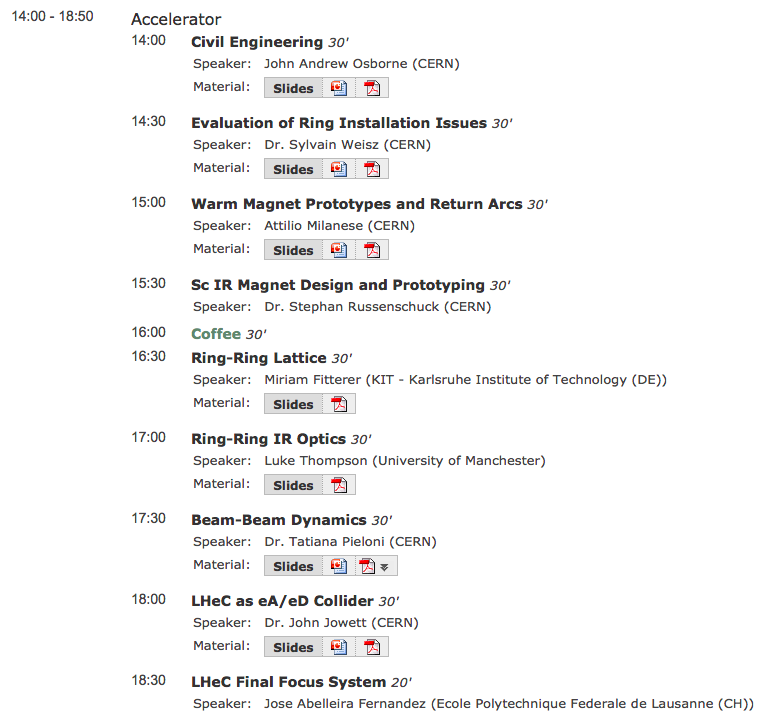 14:00 - 18:50 Accelerator
14:00 Civil Engineering 30'
Speaker: John Andrew Osborne (CERN)
Material: Slides
14:30 Evaluation of Ring Installation Issues 30'
Speaker: Dr. Sylvain Weisz (CERN)
Material: Slides
15:00 Warm Magnet Prototypes and Return Arcs 30'
Speaker: Attilio Milanese (CERN)
Material: Slides
15:30 Sc IR Magnet Design and Prototyping 30'
Speaker: Dr. Stephan Russenschuck (CERN)
16:00 Coffee 30'
16:30 Ring-Ring Lattice 30'
Speaker: Miriam Fitterer (KIT - Karlsruhe Institute of Technology (DE))
Material: Slides
17:00 Ring-Ring IR Optics 30'
Speaker: Luke Thompson (University of Manchester)
Material: Slides
17:30 Beam-Beam Dynamics 30'
Speaker: Dr. Tatiana Pieloni (CERN)
Material: Slides
18:00 LHeC as eA/eD Collider 30'
Speaker: Dr. John Jowett (CERN)
Material: Slides
18:30 LHeC Final Focus System 20'
Speaker: Jose Abelleira Fernandez (Ecole Polytechnique Federale de Lausanne (CH))